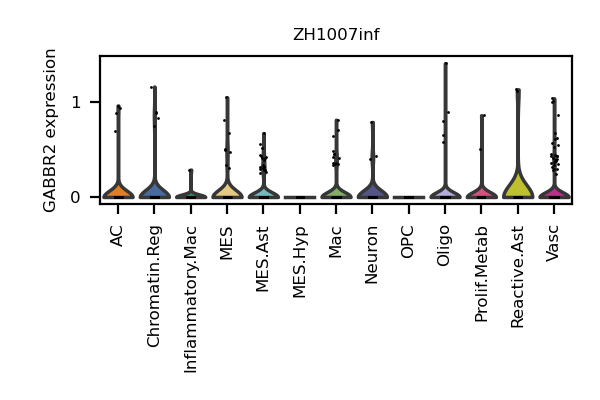 ZH1007inf
GABBR2 expression
1
0
AC
Chromatin.Reg
Inflammatory.Mac
MES
MES.Ast
MES.Hyp
Mac
Neuron
OPC
Oligo
Prolif.Metab
Reactive.Ast
Vasc